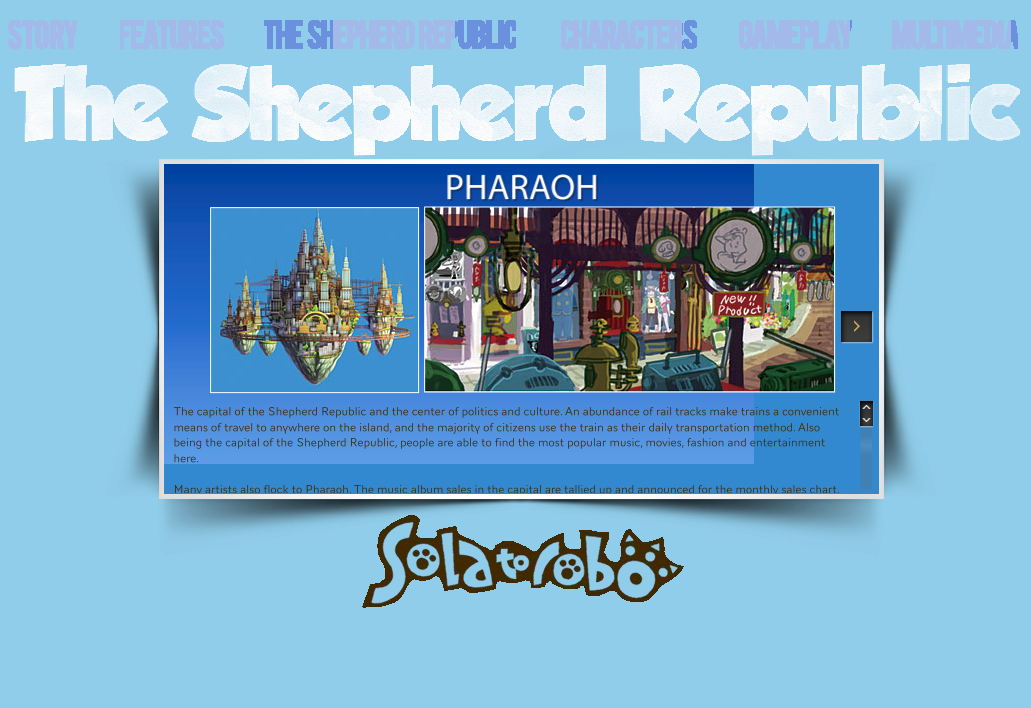 STORY FEATURES THE SHEPHERD REPUBLIC CHARACTERS GAMEPLAY MULTIMEDIA
The Shepherd Republic
PHARAOH
New!!
Product
The capital of the Shepherd Republic and the center of politics and culture. An abundance of rail tracks make trains a convenient
means of travel to anywhere on the island, and the majority of citizens use the train as their daily transportation method. Also
being the capital of the Shepherd Republic, people are able to find the most popular music, movies, fashion and entertainment
here.
Many artists also flock to Pharaoh. The music album sales in the capital are tallied up and announced for the monthly sales chart.
Solatorobo